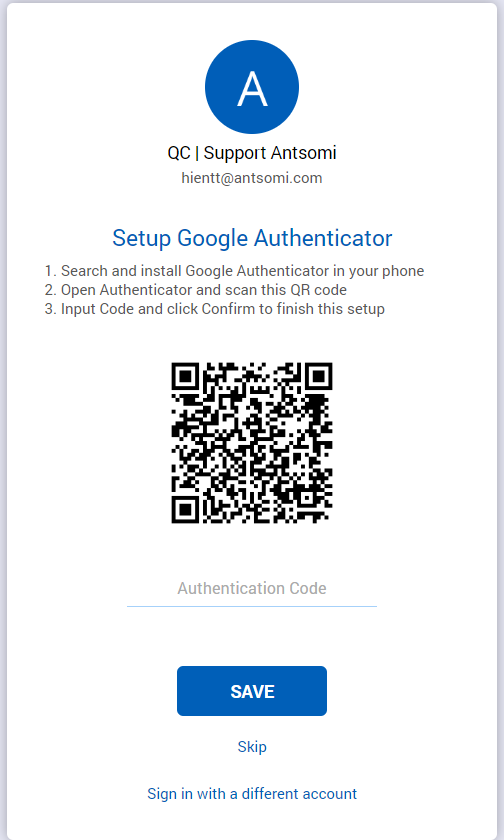 A
QC | Support Antsomi
hientt@antsomi.com
Setup Google Authenticator
1. Search and install Google Authenticator in your phone
2. Open Authenticator and scan this QR code
3. Input Code and click Confirm to finish this setup
Authentication Code
SAVE
Skip
Sign in with a different account